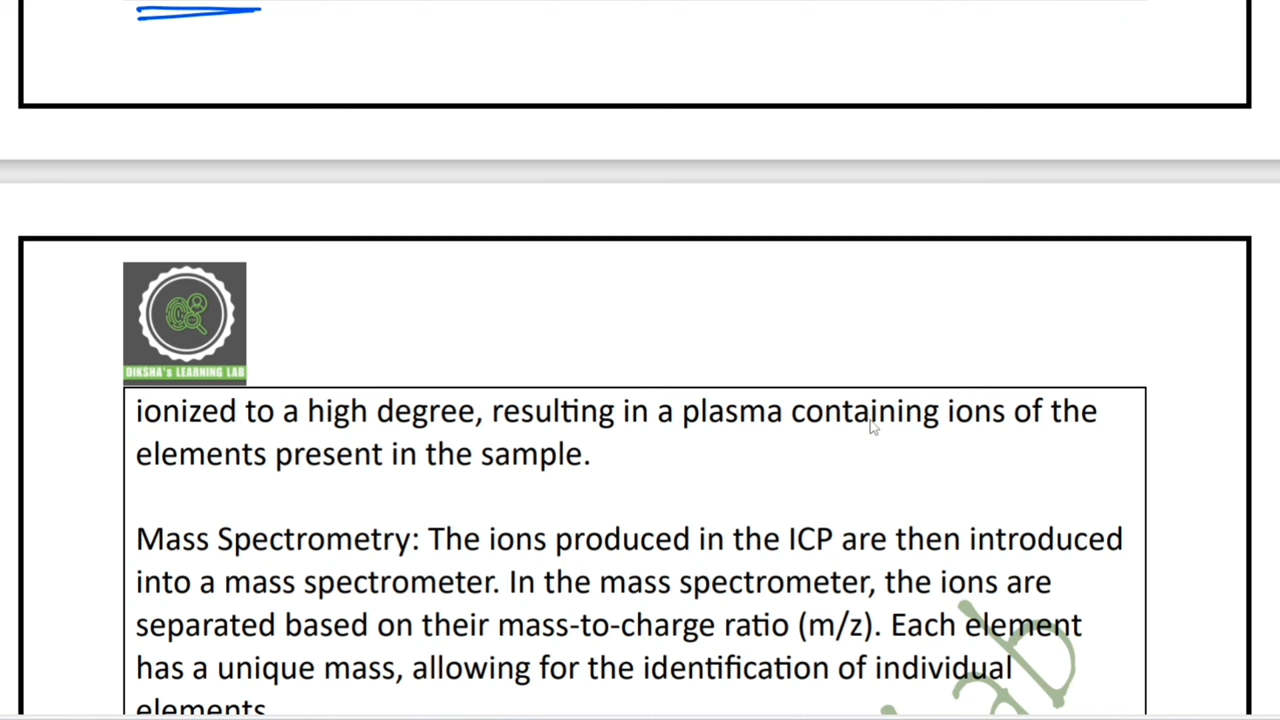 DIKSHA's LEARNING LAB
ionized to a high degree, resulting in a plasma containing ions of the
elements present in the sample.
Mass Spectrometry: The ions produced in the ICP are then introduced
into a mass spectrometer. In the mass spectrometer, the ions are
separated based on their mass-to-charge ratio (m/z). Each element
has a unique mass, allowing for the identification of individual
elements.